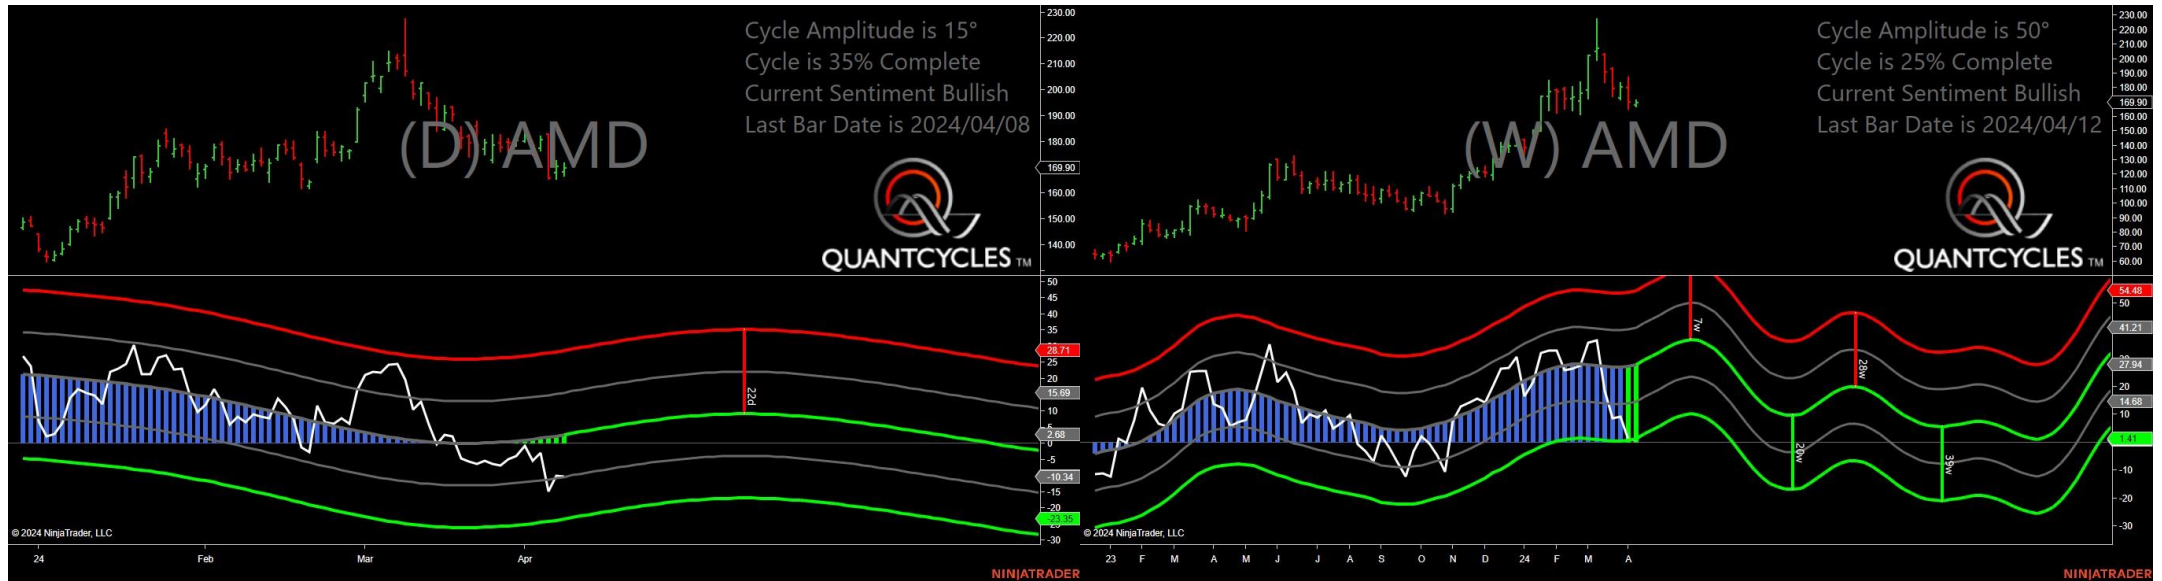 Cycle Amplitude is 15°
Cycle is 35% Complete
Current Sentiment Bullish
Last Bar Date is 2024/04/08
(D) AMD
QUANTCYCLES TM
230.00
220.00
210.00
200.00
190.00
180.00
169.90
160.00
150.00
140.00
50
45
40
35
28.71
25
20
15.69
10
2.68
0
-5
-10.34
-15
-20
-23.35
-30
22d
© 2024 NinjaTrader, LLC
24 Feb Mar Apr
NINJATRADER
Cycle Amplitude is 50°
Cycle is 25% Complete
Current Sentiment Bullish
Last Bar Date is 2024/04/12
(W) AMD
QUANTCYCLES TM
230.00
220.00
210.00
200.00
190.00
180.00
169.90
160.00
150.00
140.00
130.00
120.00
110.00
100.00
90.00
80.00
70.00
60.00
54.48
50
41.21
27.94
20
14.68
10
1.41
-10
-20
-30
7w
20w
28w
39w
© 2024 NinjaTrader, LLC
23 F M A M J J A S O N D 24 F M A
NINJATRADER